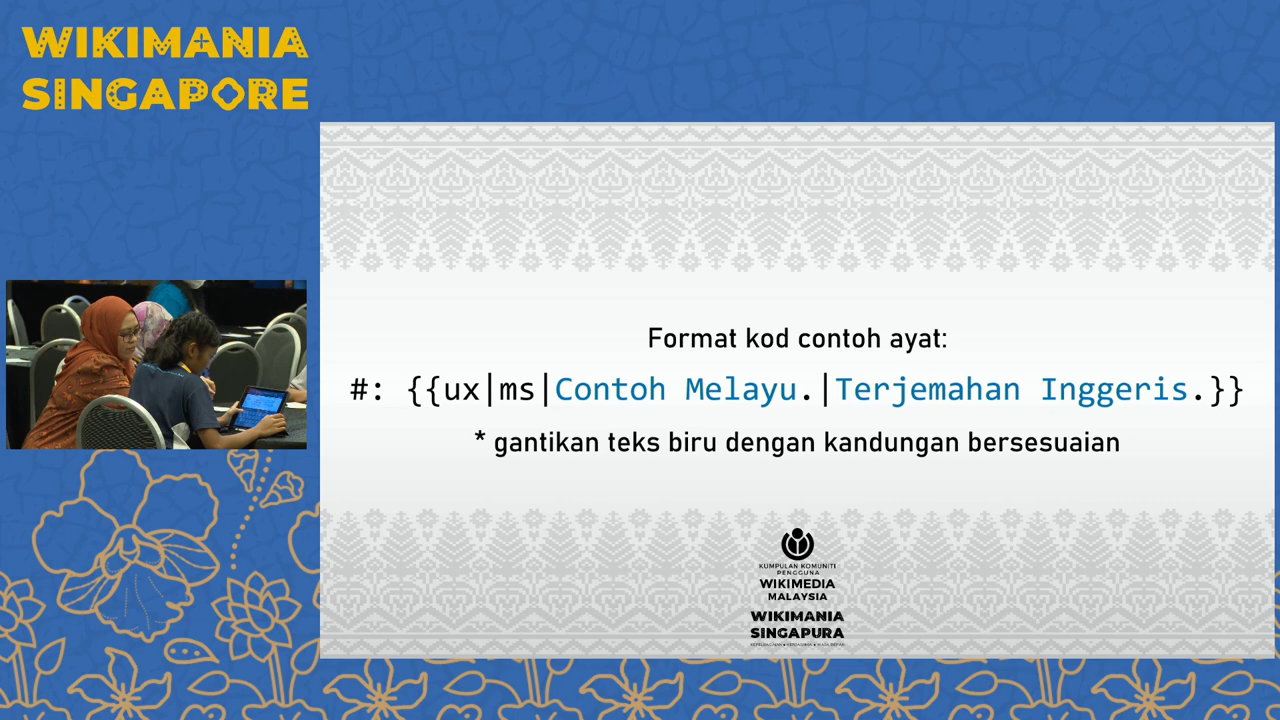 WIKIMANIA
SINGAPORE
Format kod contoh ayat:
#: {{ux|ms|Contoh Melayu.|Terjemahan Inggeris.}}
* gantikan teks biru dengan kandungan bersesuaian
KUMPULAN KOMUNITI
PENGGUNA
WIKIMEDIA
MALAYSIA
WIKIMANIA
SINGAPURA